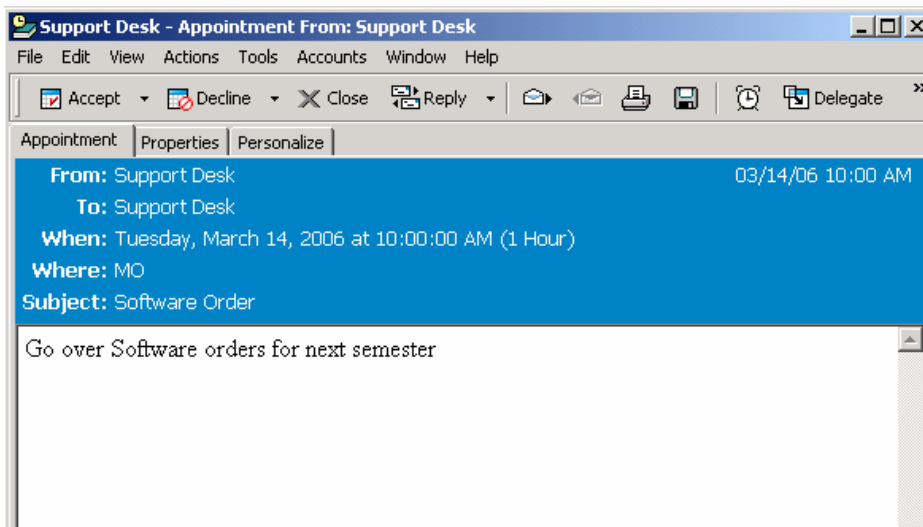 Support Desk - Appointment From: Support Desk
File Edit View Actions Tools Accounts Window Help
Accept Decline Close Reply Delegate »
Appointment Properties Personalize
From: Support Desk 03/14/06 10:00 AM
To: Support Desk
When: Tuesday, March 14, 2006 at 10:00:00 AM (1 Hour)
Where: MO
Subject: Software Order
Go over Software orders for next semester